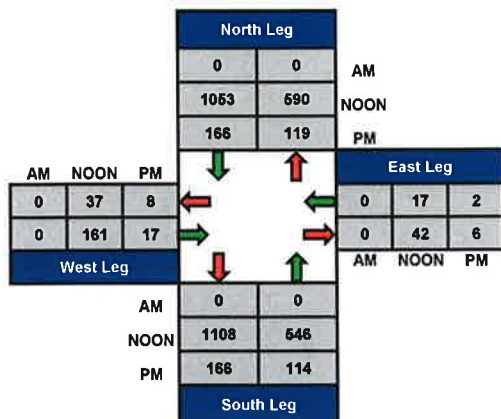 North Leg
0 0 AM
1053 590 NOON
166 119 PM
AM NOON PM
0 37 8
0 161 17
West Leg
East Leg
0 17 2
0 42 6
AM NOON PM
AM 0 0
NOON 1108 546
PM 166 114
South Leg